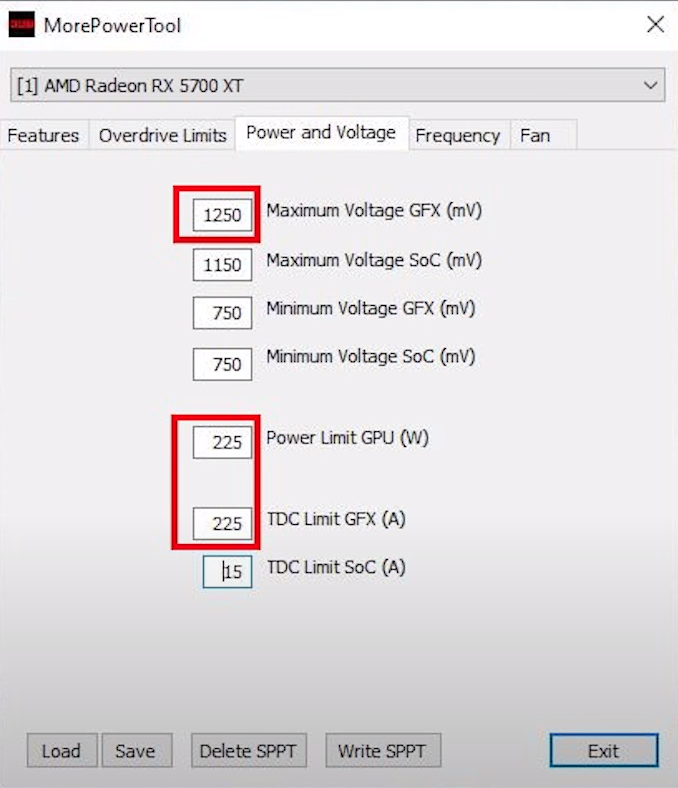 MorePowerTool
[1] AMD Radeon RX 5700 XT
Features Overdrive Limits Power and Voltage Frequency Fan
1250 Maximum Voltage GFX (mV)
1150 Maximum Voltage SoC (mV)
750 Minimum Voltage GFX (mV)
750 Minimum Voltage SoC (mV)
225 Power Limit GPU (W)
225 TDC Limit GFX (A)
15 TDC Limit SoC (A)
Load Save Delete SPPT Write SPPT Exit